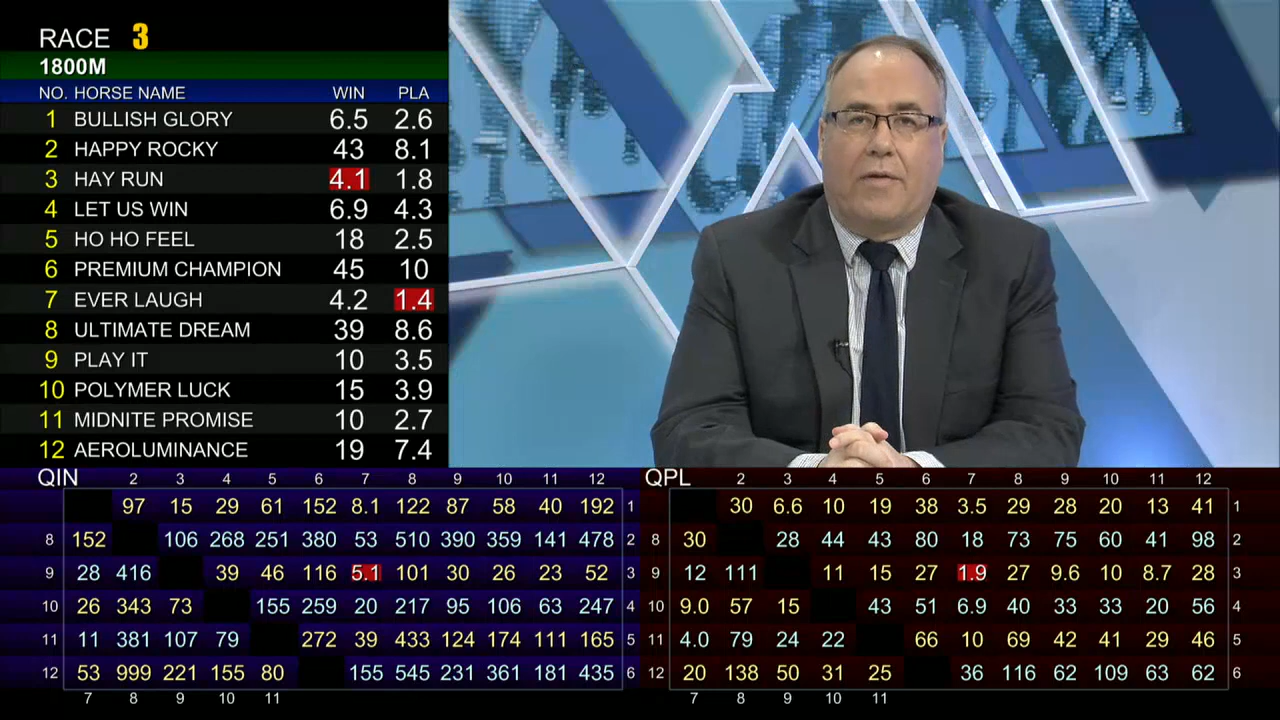 RACE 3
1800M
NO. HORSE NAME WIN PLA
1 BULLISH GLORY 6.5 2.6
2 HAPPY ROCKY 43 8.1
3 HAY RUN 4.1 1.8
4 LET US WIN 6.9 4.3
5 HO HO FEEL 18 2.5
6 PREMIUM CHAMPION 45 10
7 EVER LAUGH 4.2 1.4
8 ULTIMATE DREAM 39 8.6
9 PLAY IT 10 3.5
10 POLYMER LUCK 15 3.9
11 MIDNITE PROMISE 10 2.7
12 AEROLUMINANCE 19 7.4
QIN 2 3 4 5 6 7 8 9 10 11 12
97 15 29 61 152 8.1 122 87 58 40 192 1
8 152 106 268 251 380 53 510 390 359 141 478 2
9 28 416 39 46 116 5.1 101 30 26 23 52 3
10 26 343 73 155 259 20 217 95 106 63 247 4
11 11 381 107 79 272 39 433 124 174 111 165 5
12 53 999 221 155 80 155 545 231 361 181 435 6
7 8 9 10 11
QPL 2 3 4 5 6 7 8 9 10 11 12
30 6.6 10 19 38 3.5 29 28 20 13 41 1
8 30 28 44 43 80 18 73 75 60 41 98 2
9 12 111 11 15 27 1.9 27 9.6 10 8.7 28 3
10 9.0 57 15 43 51 6.9 40 33 33 20 56 4
11 4.0 79 24 22 66 10 69 42 41 29 46 5
12 20 138 50 31 25 36 116 62 109 63 62 6
7 8 9 10 11